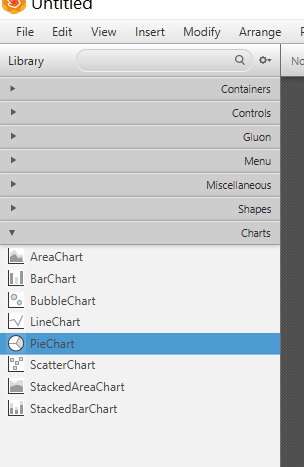 Untitled
File Edit View Insert Modify Arrange
Library
Containers
Controls
Gluon
Menu
Miscellaneous
Shapes
Charts
AreaChart
BarChart
BubbleChart
LineChart
PieChart
ScatterChart
StackedAreaChart
StackedBarChart